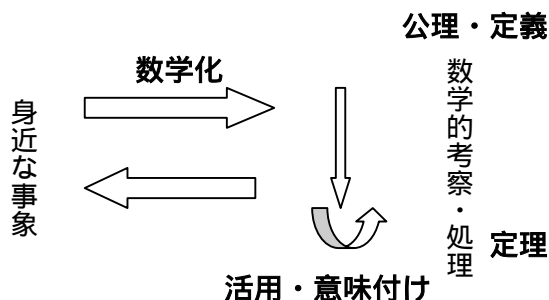 公理・定義
数学化
身近な事象
数学的考察・処理
定理
活用・意味付け